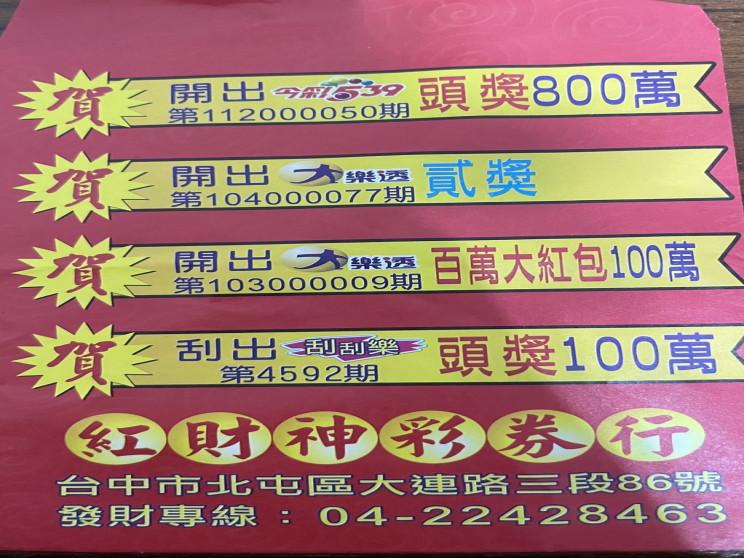 賀 開出 今彩539 頭獎800萬
第112000050期
賀 開出 大樂透 貳獎
第104000077期
賀 開出 大樂透 百萬大紅包100萬
第103000009期
賀 刮出 刮刮樂 頭獎100萬
第4592期
紅財神彩券行
台中市北屯區大連路三段86號
發財專線：04-22428463